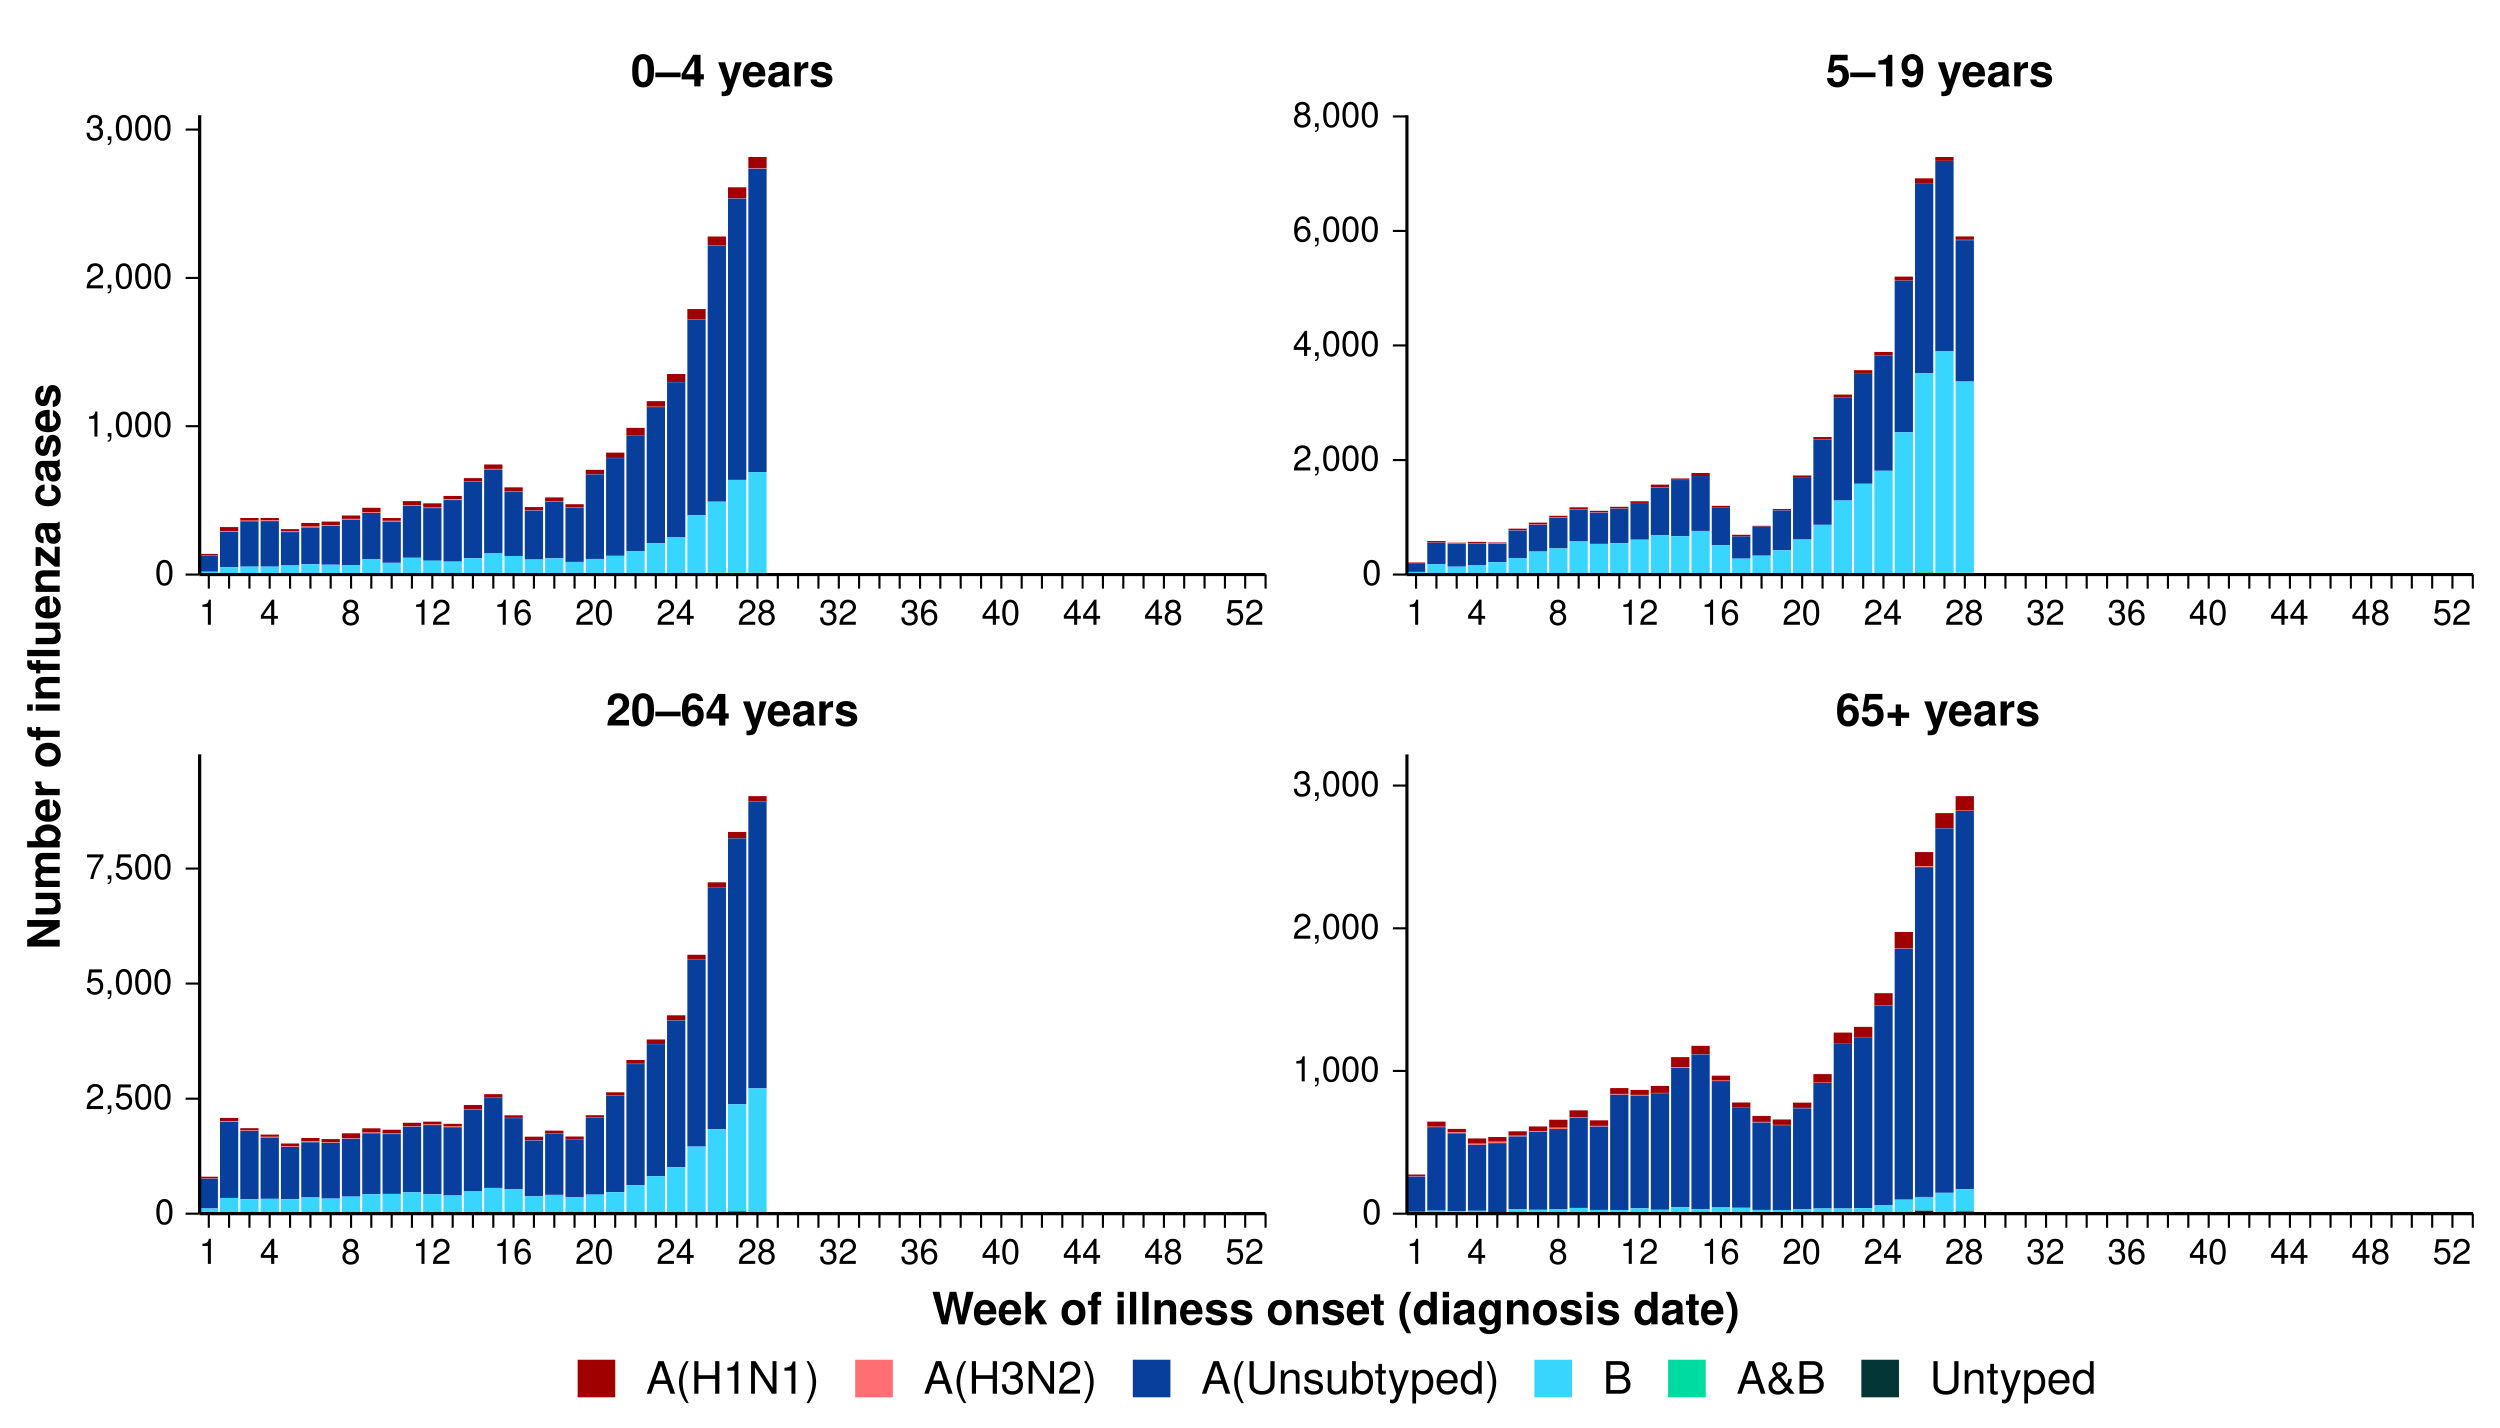 0–4 years
5–19 years
3,000
2,000
1,000
0
1 4 8 12 16 20 24 28 32 36 40 44 48 52
8,000
6,000
4,000
2,000
0
1 4 8 12 16 20 24 28 32 36 40 44 48 52
Number of influenza cases
20–64 years
65+ years
7,500
5,000
2,500
0
1 4 8 12 16 20 24 28 32 36 40 44 48 52
3,000
2,000
1,000
0
1 4 8 12 16 20 24 28 32 36 40 44 48 52
Week of illness onset (diagnosis date)
A(H1N1) A(H3N2) A(Unsubtyped) B A&B Untyped